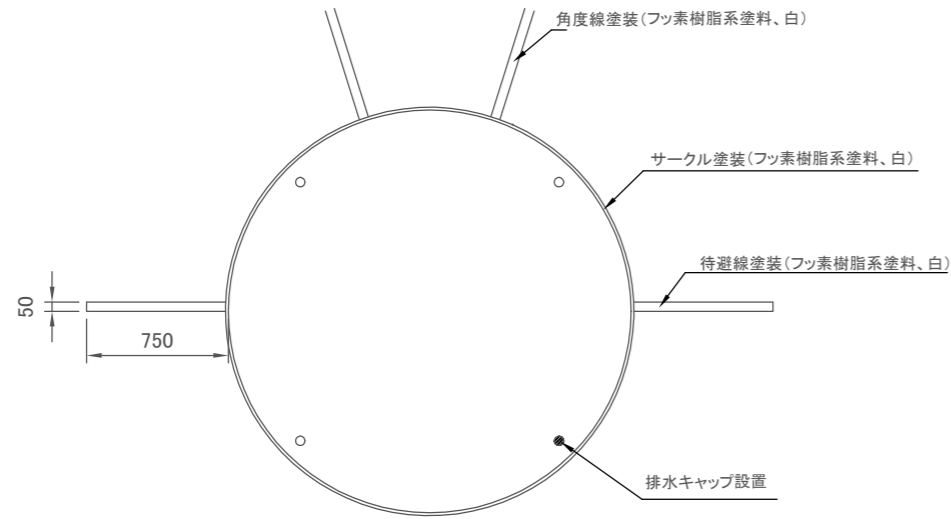 角度線塗装(フッ素樹脂系塗料、白)
サークル塗装(フッ素樹脂系塗料、白)
待避線塗装(フッ素樹脂系塗料、白)
50
750
排水キャップ設置